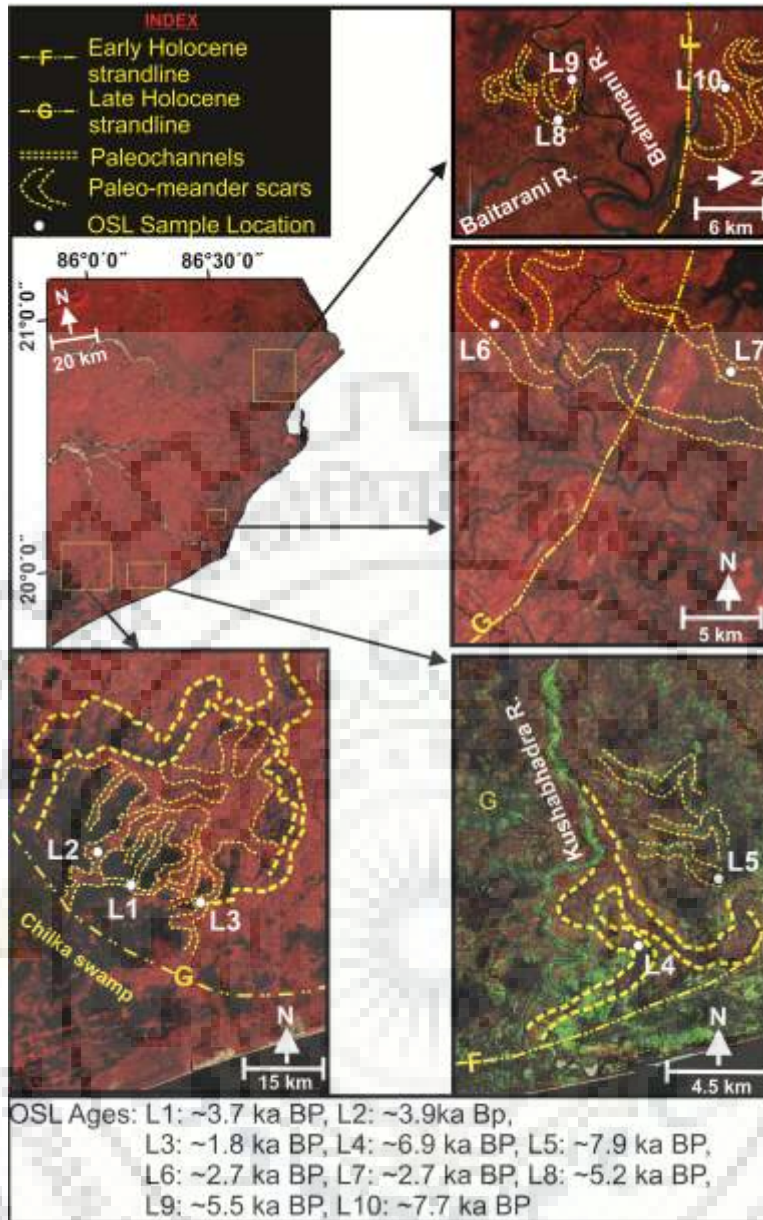 INDEX
F Early Holocene
strandline
G Late Holocene
strandline
Paleochannels
Paleo-meander scars
OSL Sample Location
86°0'0" 86°30'0"
21°0'0"
20°0'0"
N
20 km
L9
L8
L10
F
Brahmani R.
Baitarani R.
N
6 km
L6
L7
G
N
5 km
L2
L1
L3
Chilka swamp
G
N
15 km
Kushabhadra R.
G
L5
L4
F
N
4.5 km
OSL Ages: L1: ~3.7 ka BP, L2: ~3.9ka Bp,
L3: ~1.8 ka BP, L4: ~6.9 ka BP, L5: ~7.9 ka BP,
L6: ~2.7 ka BP, L7: ~2.7 ka BP, L8: ~5.2 ka BP,
L9: ~5.5 ka BP, L10: ~7.7 ka BP